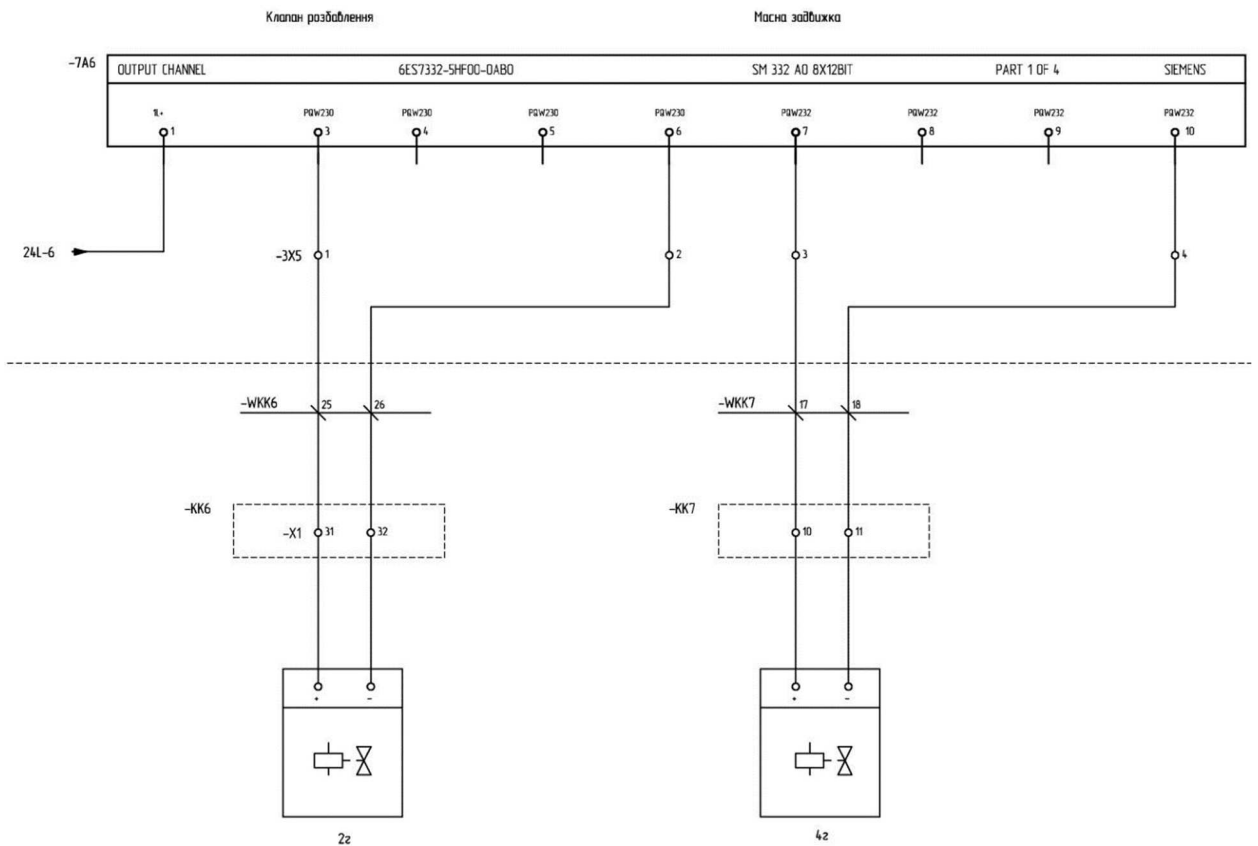 Клапан розбавлення
Масна задвижка
-7A6
OUTPUT CHANNEL 6ES7332-5HF00-0AB0 SM 332 AO 8X12BIT PART 1 OF 4 SIEMENS
1L+ PQW230 PQW230 PQW230 PQW230 PQW232 PQW232 PQW232 PQW232
1 3 4 5 6 7 8 9 10
24L-6
-3X5 1 2 3 4
-WKK6 25 26 -WKK7 17 18
-KK6 -KK7
-X1 31 32 10 11
+ - + -
2г 4г